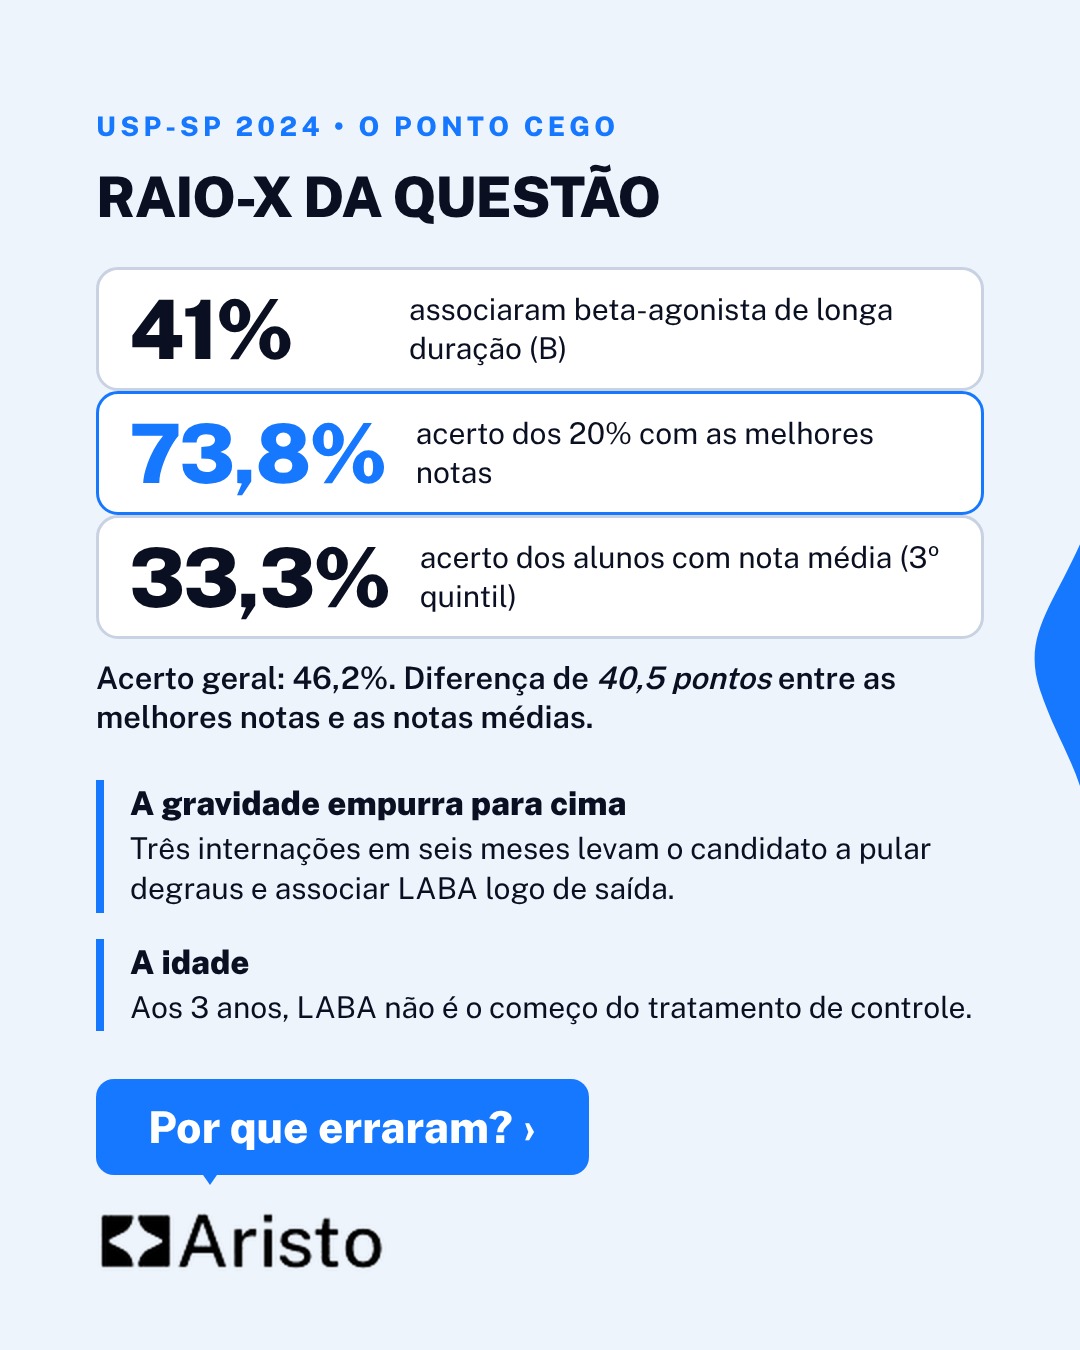 USP-SP 2024 • O PONTO CEGO
RAIO-X DA QUESTÃO
41%
associaram beta-agonista de longa
duração (B)
73,8%
acerto dos 20% com as melhores
notas
33,3%
acerto dos alunos com nota média (3º
quintil)
Acerto geral: 46,2%. Diferença de 40,5 pontos entre as
melhores notas e as notas médias.
A gravidade empurra para cima
Três internações em seis meses levam o candidato a pular
degraus e associar LABA logo de saída.
A idade
Aos 3 anos, LABA não é o começo do tratamento de controle.
Por que erraram? ›
Aristo